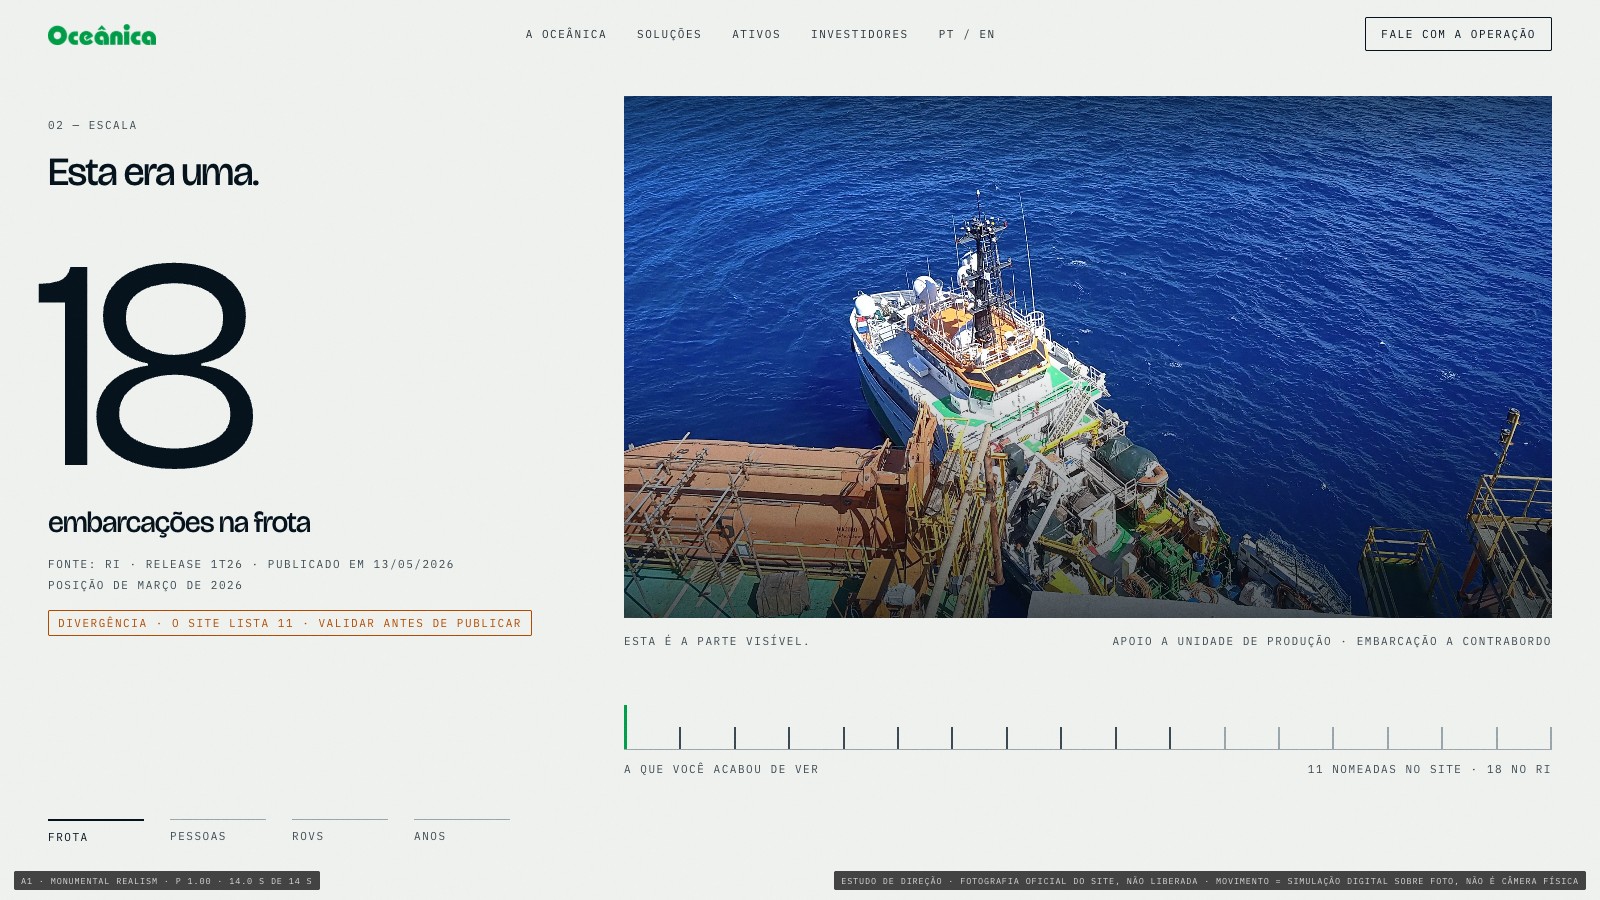 Oceânica
A OCEÂNICA
SOLUÇÕES
ATIVOS
INVESTIDORES
PT / EN
FALE COM A OPERAÇÃO
02 — ESCALA
Esta era uma.
18
embarcações na frota
FONTE: RI · RELEASE 1T26 · PUBLICADO EM 13/05/2026
POSIÇÃO DE MARÇO DE 2026
DIVERGÊNCIA · O SITE LISTA 11 · VALIDAR ANTES DE PUBLICAR
ESTA É A PARTE VISÍVEL.
APOIO A UNIDADE DE PRODUÇÃO · EMBARCAÇÃO A CONTRABORDO
A QUE VOCÊ ACABOU DE VER
11 NOMEADAS NO SITE · 18 NO RI
FROTA
PESSOAS
ROVS
ANOS
A1 · MONUMENTAL REALISM · P 1.00 · 14.0 S DE 14 S
ESTUDO DE DIREÇÃO · FOTOGRAFIA OFICIAL DO SITE, NÃO LIBERADA · MOVIMENTO = SIMULAÇÃO DIGITAL SOBRE FOTO, NÃO É CÂMERA FÍSICA